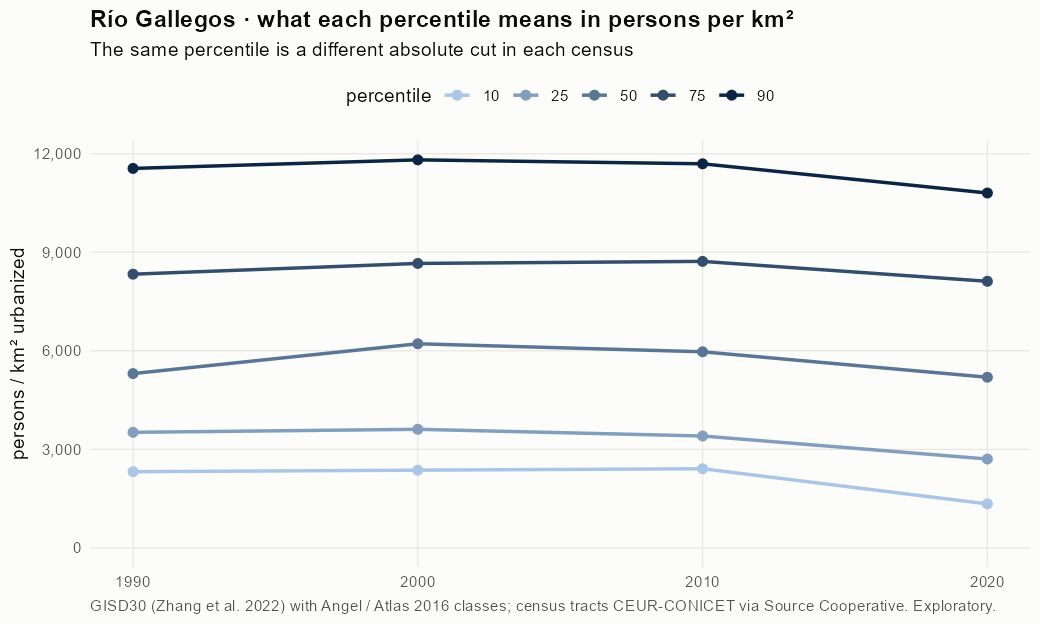 Río Gallegos · what each percentile means in persons per km²
The same percentile is a different absolute cut in each census
percentile 10 25 50 75 90
12,000
9,000
6,000
3,000
0
persons / km² urbanized
1990 2000 2010 2020
GISD30 (Zhang et al. 2022) with Angel / Atlas 2016 classes; census tracts CEUR-CONICET via Source Cooperative. Exploratory.